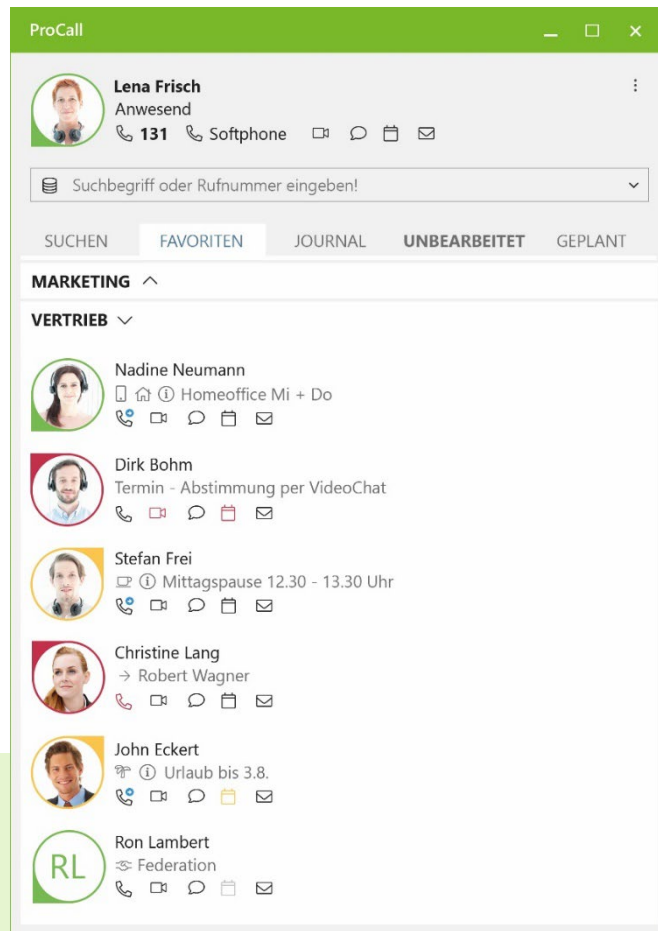 ProCall
Lena Frisch
Anwesend
131 Softphone
Suchbegriff oder Rufnummer eingeben!
SUCHEN FAVORITEN JOURNAL UNBEARBEITET GEPLANT
MARKETING
VERTRIEB
Nadine Neumann
Homeoffice Mi + Do
Dirk Bohm
Termin - Abstimmung per VideoChat
Stefan Frei
Mittagspause 12.30 - 13.30 Uhr
Christine Lang
→ Robert Wagner
John Eckert
Urlaub bis 3.8.
RL
Ron Lambert
Federation